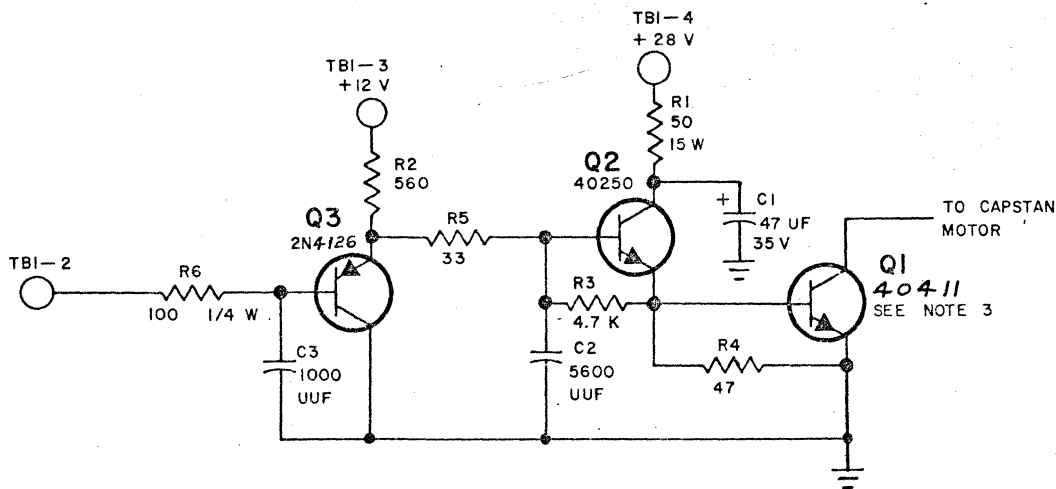 TB1-4
+ 28 V
TB1-3
+12 V
R1
50
15 W
R2
560
Q2
40250
Q3
2N4126
R5
33
+
C1
47 UF
35 V
TO CAPSTAN
MOTOR
TB1-2
R6
100 1/4 W
R3
4.7 K
Q1
40411
SEE NOTE 3
C3
1000
UUF
C2
5600
UUF
R4
47